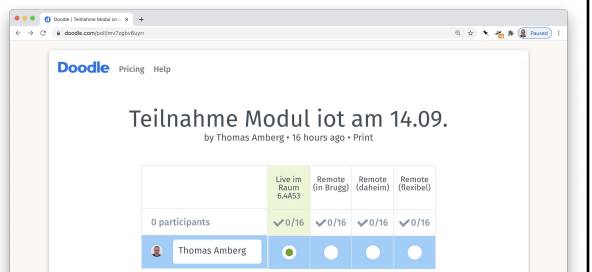 Doodle | Teilnahme Modul iot
doodle.com/poll/mv7zgbv6uyrr
Paused
Doodle Pricing Help
Teilnahme Modul iot am 14.09.
by Thomas Amberg • 16 hours ago • Print
Live im Raum 6.4A53
Remote (in Brugg)
Remote (daheim)
Remote (flexibel)
0 participants 0/16 0/16 0/16 0/16
Thomas Amberg